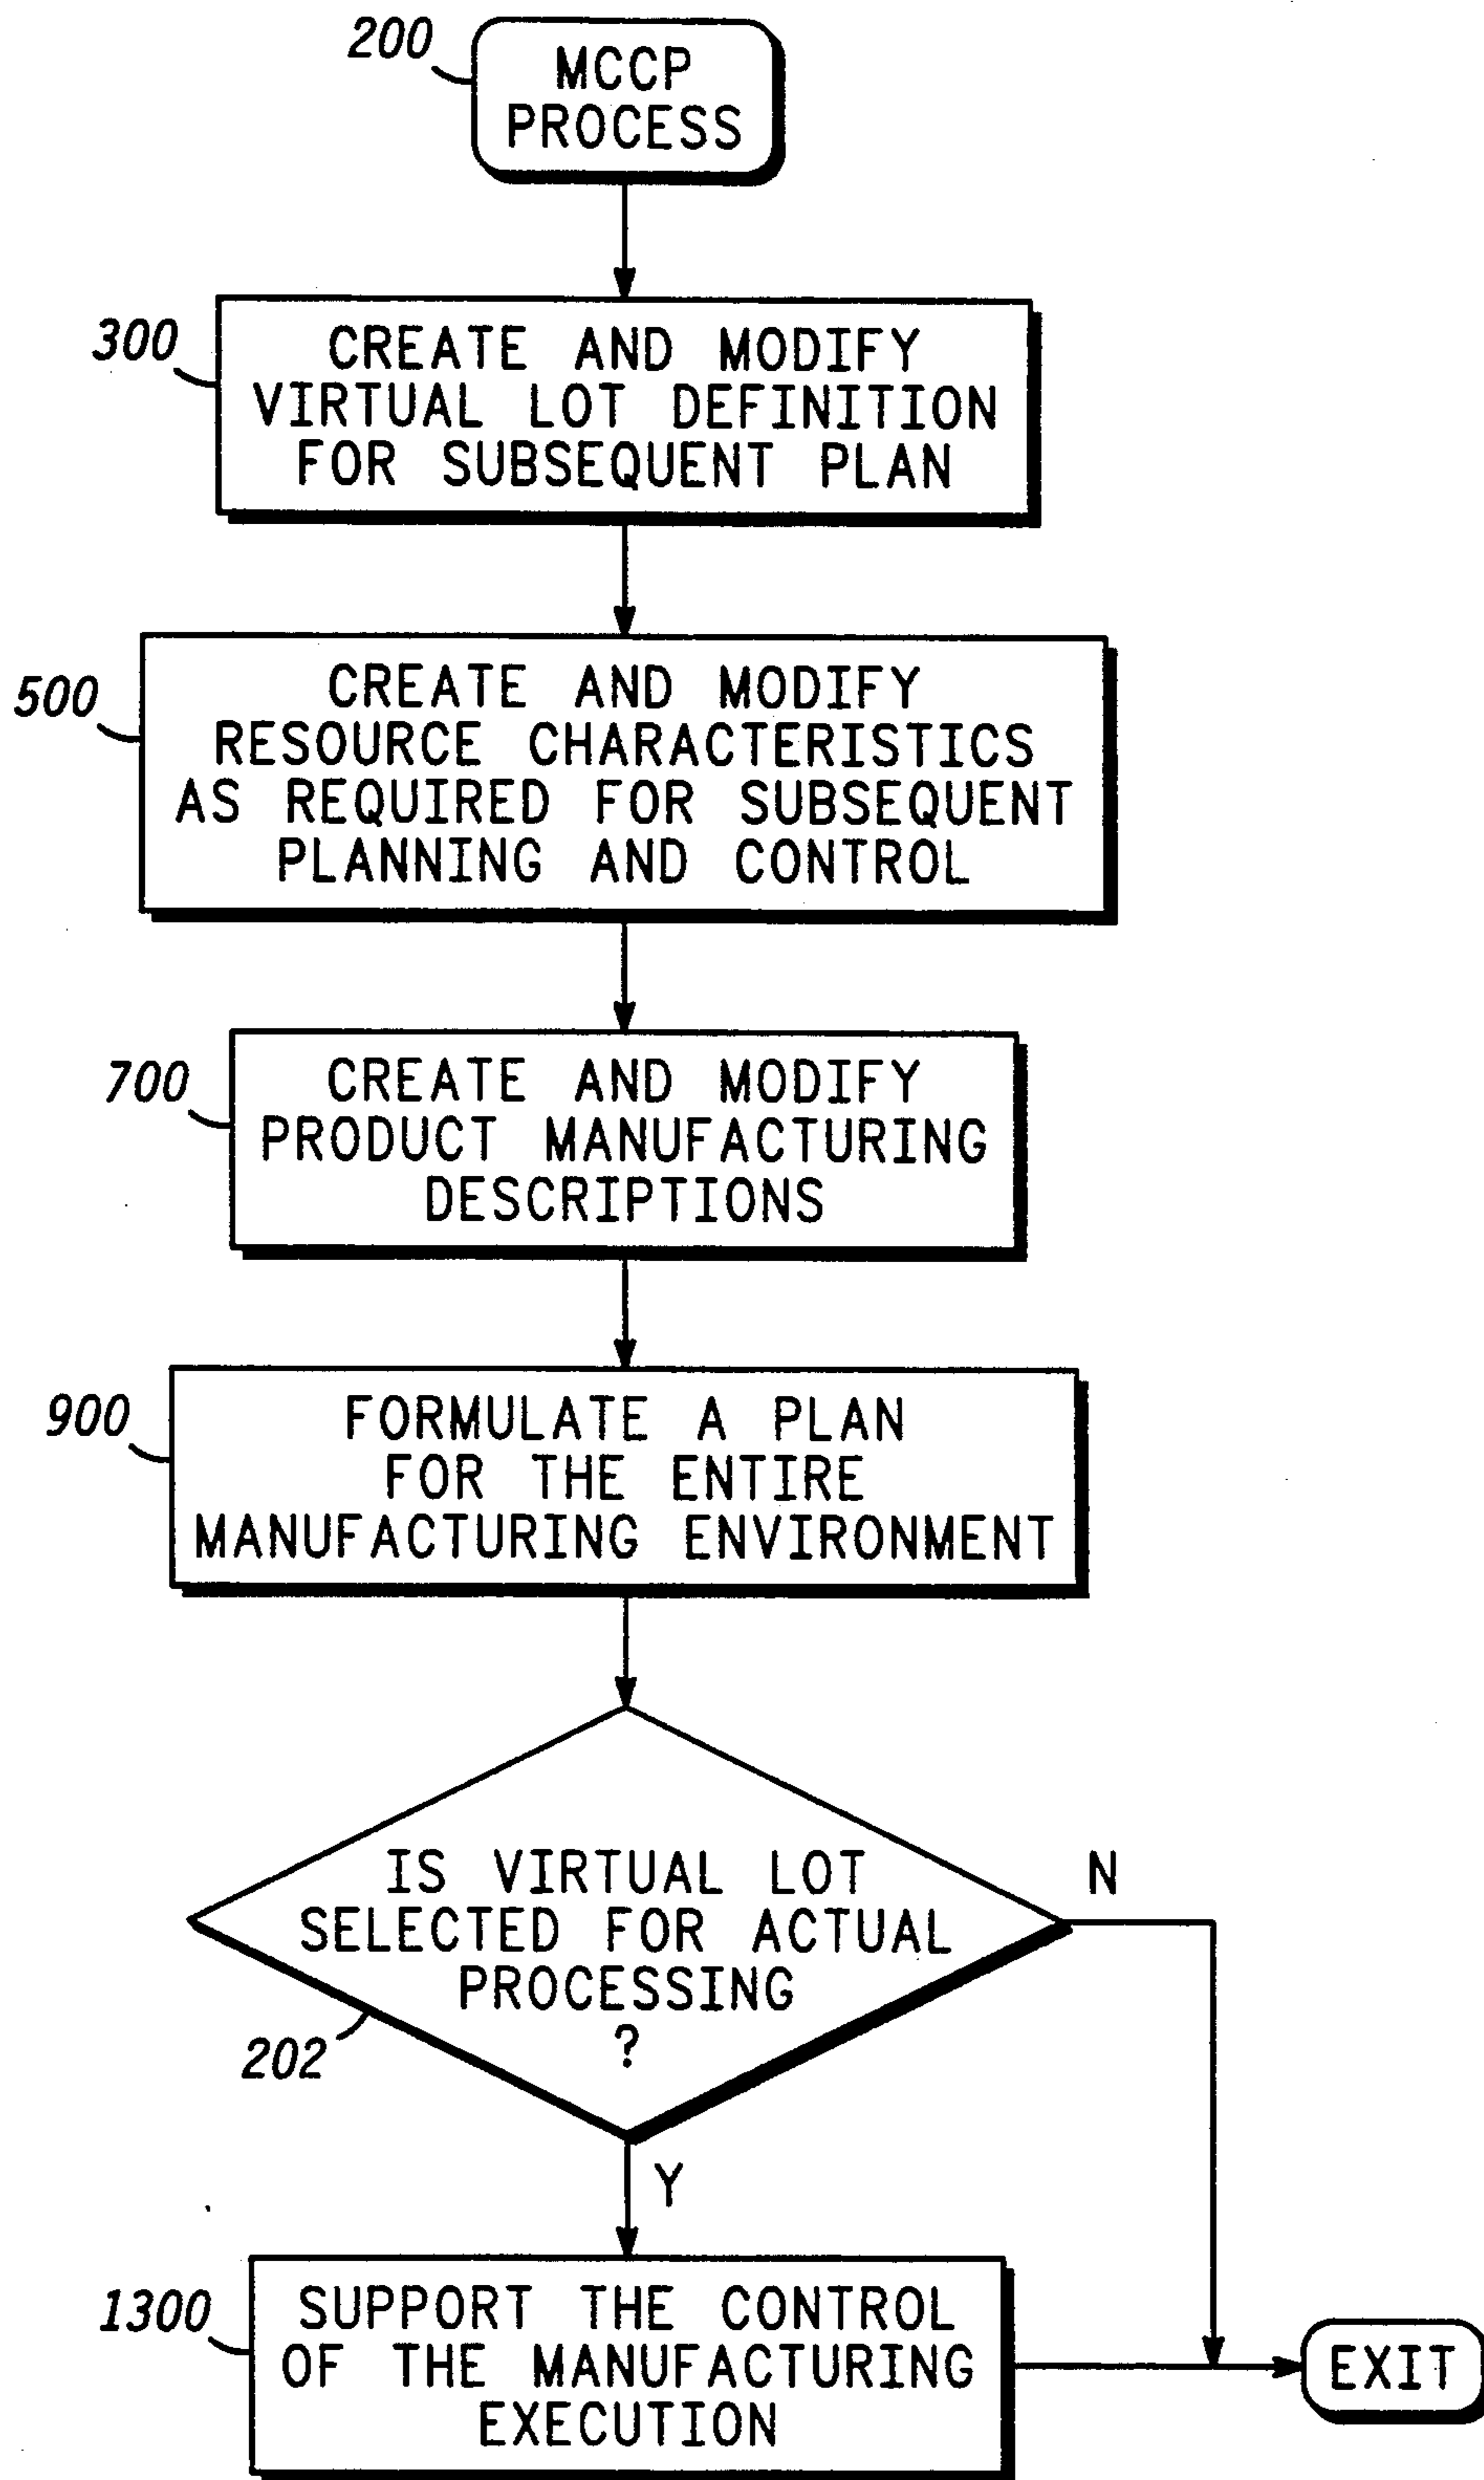 200
MCCP
PROCESS
300
CREATE AND MODIFY
VIRTUAL LOT DEFINITION
FOR SUBSEQUENT PLAN
500
CREATE AND MODIFY
RESOURCE CHARACTERISTICS
AS REQUIRED FOR SUBSEQUENT
PLANNING AND CONTROL
700
CREATE AND MODIFY
PRODUCT MANUFACTURING
DESCRIPTIONS
900
FORMULATE A PLAN
FOR THE ENTIRE
MANUFACTURING ENVIRONMENT
IS VIRTUAL LOT
SELECTED FOR ACTUAL
PROCESSING
?
202
N
Y
1300
SUPPORT THE CONTROL
OF THE MANUFACTURING
EXECUTION
EXIT